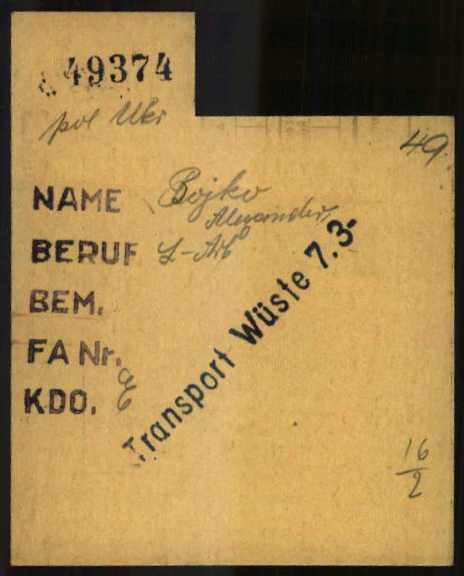 49374
pol Ukr
49.
NAME Bojko
Alexander
BERUF L-Arb
BEM.
FA Nr.
KDO. E
Transport Wüste 7.3-
16
2